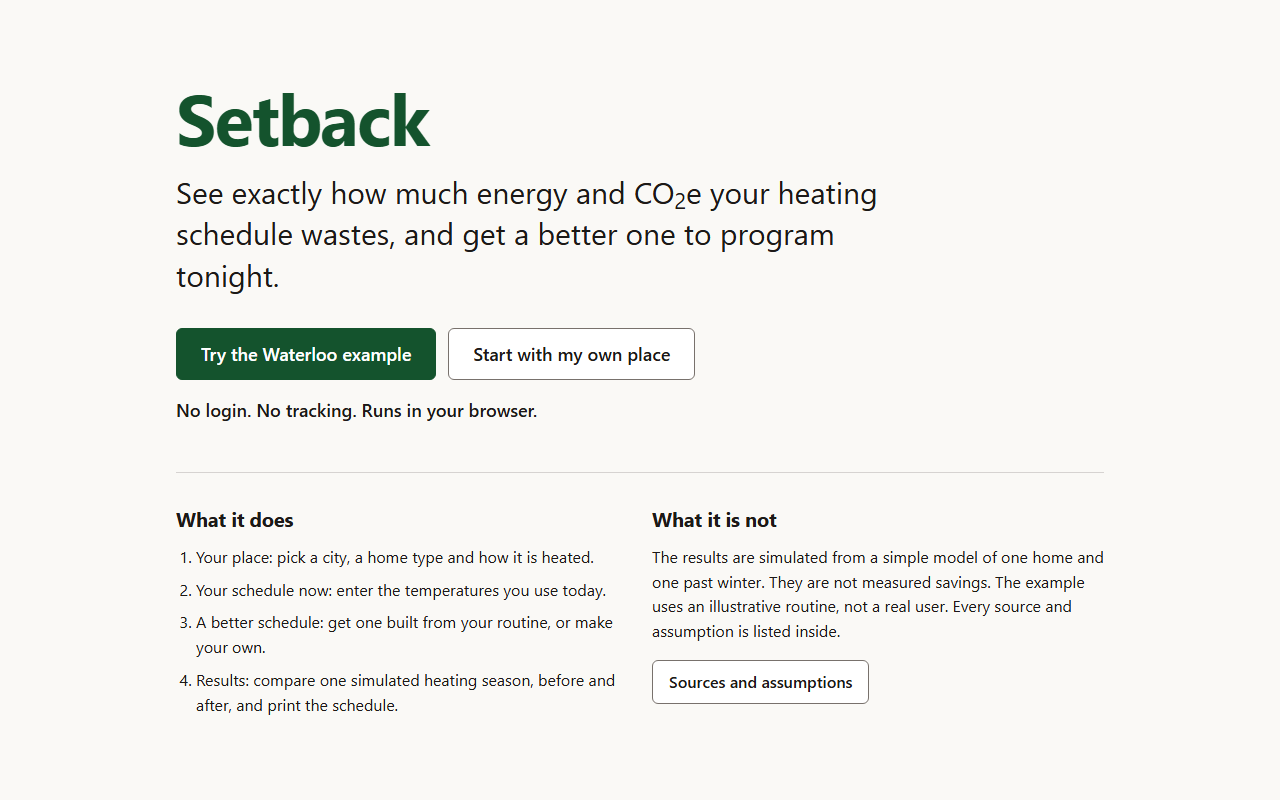 Setback
See exactly how much energy and CO₂e your heating
schedule wastes, and get a better one to program
tonight.
Try the Waterloo example
Start with my own place
No login. No tracking. Runs in your browser.
What it does
1. Your place: pick a city, a home type and how it is heated.
2. Your schedule now: enter the temperatures you use today.
3. A better schedule: get one built from your routine, or make
your own.
4. Results: compare one simulated heating season, before and
after, and print the schedule.
What it is not
The results are simulated from a simple model of one home and
one past winter. They are not measured savings. The example
uses an illustrative routine, not a real user. Every source and
assumption is listed inside.
Sources and assumptions